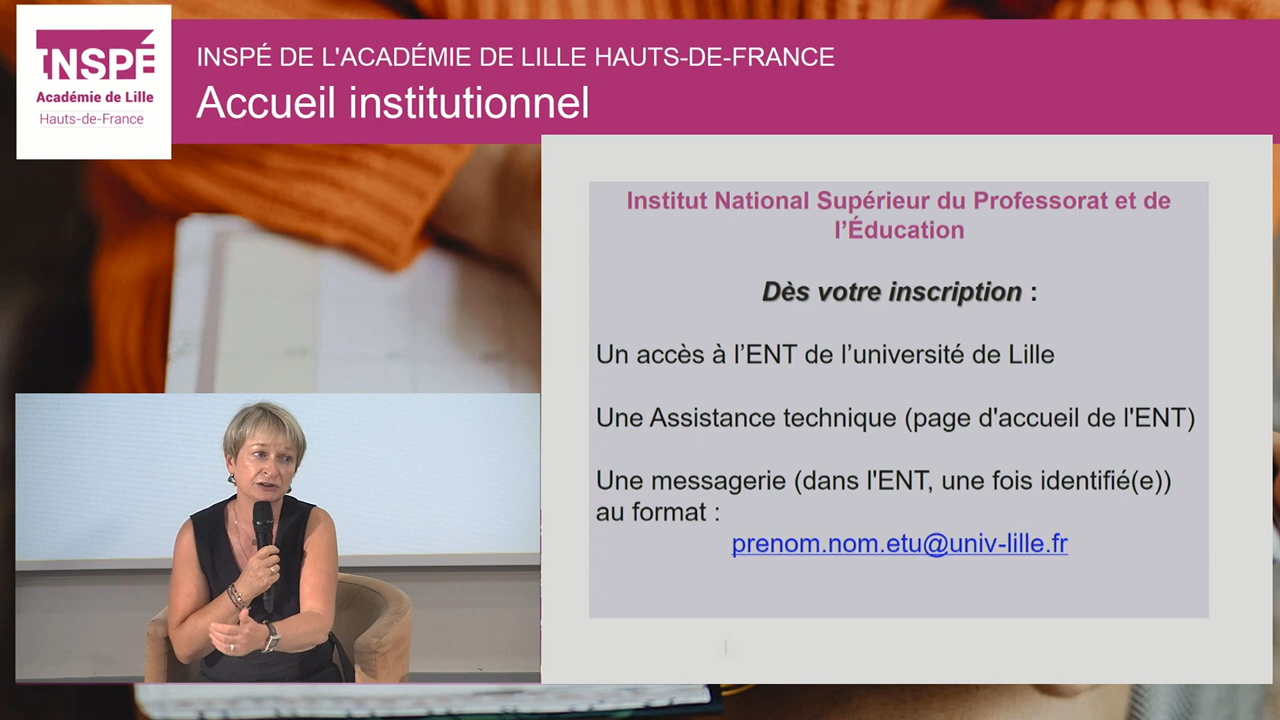 INSPÉ
Académie de Lille
Hauts-de-France
INSPÉ DE L'ACADÉMIE DE LILLE HAUTS-DE-FRANCE
Accueil institutionnel
Institut National Supérieur du Professorat et de
l’Éducation
Dès votre inscription :
Un accès à l’ENT de l’université de Lille
Une Assistance technique (page d'accueil de l'ENT)
Une messagerie (dans l'ENT, une fois identifié(e))
au format :
prenom.nom.etu@univ-lille.fr